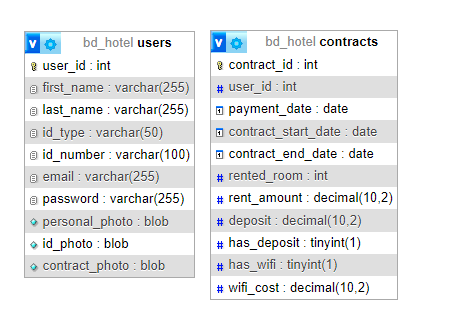 v bd_hotel users
user_id : int
first_name : varchar(255)
last_name : varchar(255)
id_type : varchar(50)
id_number : varchar(100)
email : varchar(255)
password : varchar(255)
personal_photo : blob
id_photo : blob
contract_photo : blob
v bd_hotel contracts
contract_id : int
# user_id : int
payment_date : date
contract_start_date : date
contract_end_date : date
# rented_room : int
# rent_amount : decimal(10,2)
# deposit : decimal(10,2)
# has_deposit : tinyint(1)
# has_wifi : tinyint(1)
# wifi_cost : decimal(10,2)